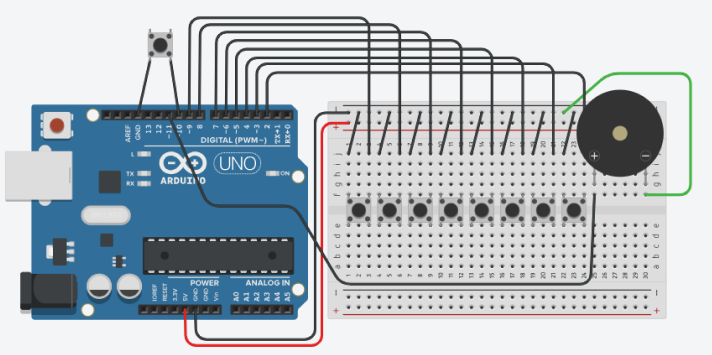 AREF
GND
13
12
~11
~10
~9
8
7
~6
~5
4
~3
2
TX→1
RX←0
DIGITAL (PWM~)
L
TX
RX
ARDUINO
UNO
ON
POWER
ANALOG IN
IOREF
RESET
3.3V
5V
GND
GND
Vin
A0
A1
A2
A3
A4
A5
+
−